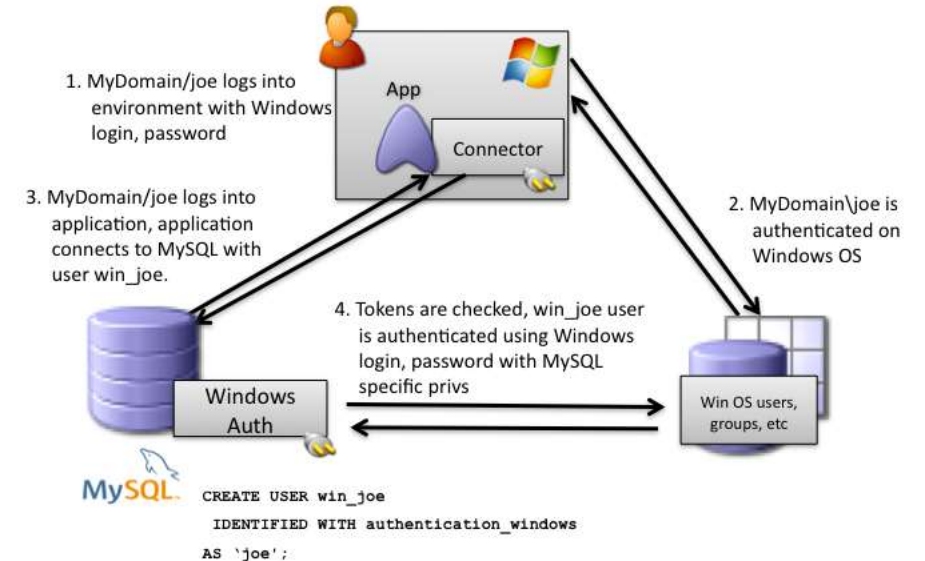 1. MyDomain/joe logs into
environment with Windows
login, password
App
Connector
3. MyDomain/joe logs into
application, application
connects to MySQL with
user win_joe.
2. MyDomain\joe is
authenticated on
Windows OS
4. Tokens are checked, win_joe user
is authenticated using Windows
login, password with MySQL
specific privs
Windows
Auth
Win OS users,
groups, etc
MySQL
CREATE USER win_joe
IDENTIFIED WITH authentication_windows
AS `joe';